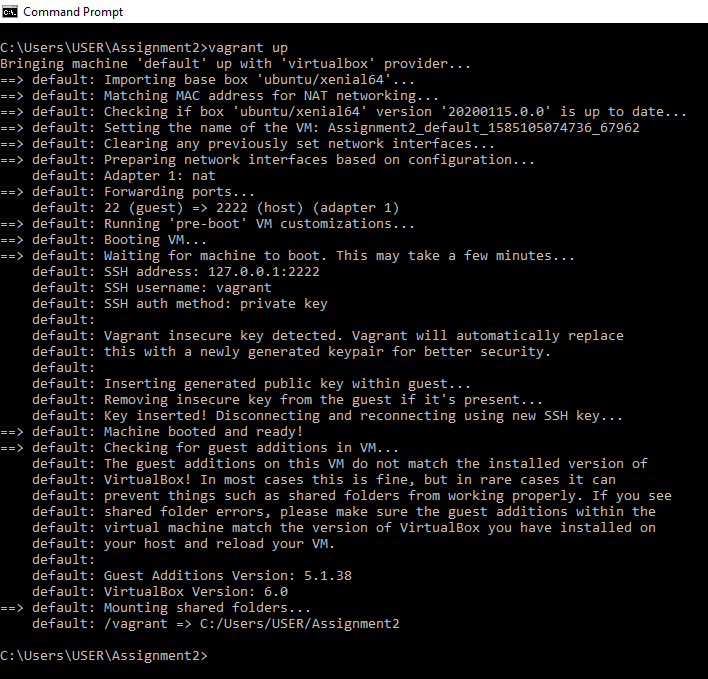 C:\. Command Prompt
C:\Users\USER\Assignment2>vagrant up
Bringing machine 'default' up with 'virtualbox' provider...
==> default: Importing base box 'ubuntu/xenial64'...
==> default: Matching MAC address for NAT networking...
==> default: Checking if box 'ubuntu/xenial64' version '20200115.0.0' is up to date...
==> default: Setting the name of the VM: Assignment2_default_1585105074736_67962
==> default: Clearing any previously set network interfaces...
==> default: Preparing network interfaces based on configuration...
    default: Adapter 1: nat
==> default: Forwarding ports...
    default: 22 (guest) => 2222 (host) (adapter 1)
==> default: Running 'pre-boot' VM customizations...
==> default: Booting VM...
==> default: Waiting for machine to boot. This may take a few minutes...
    default: SSH address: 127.0.0.1:2222
    default: SSH username: vagrant
    default: SSH auth method: private key
    default:
    default: Vagrant insecure key detected. Vagrant will automatically replace
    default: this with a newly generated keypair for better security.
    default:
    default: Inserting generated public key within guest...
    default: Removing insecure key from the guest if it's present...
    default: Key inserted! Disconnecting and reconnecting using new SSH key...
==> default: Machine booted and ready!
==> default: Checking for guest additions in VM...
    default: The guest additions on this VM do not match the installed version of
    default: VirtualBox! In most cases this is fine, but in rare cases it can
    default: prevent things such as shared folders from working properly. If you see
    default: shared folder errors, please make sure the guest additions within the
    default: virtual machine match the version of VirtualBox you have installed on
    default: your host and reload your VM.
    default:
    default: Guest Additions Version: 5.1.38
    default: VirtualBox Version: 6.0
==> default: Mounting shared folders...
    default: /vagrant => C:/Users/USER/Assignment2
C:\Users\USER\Assignment2>